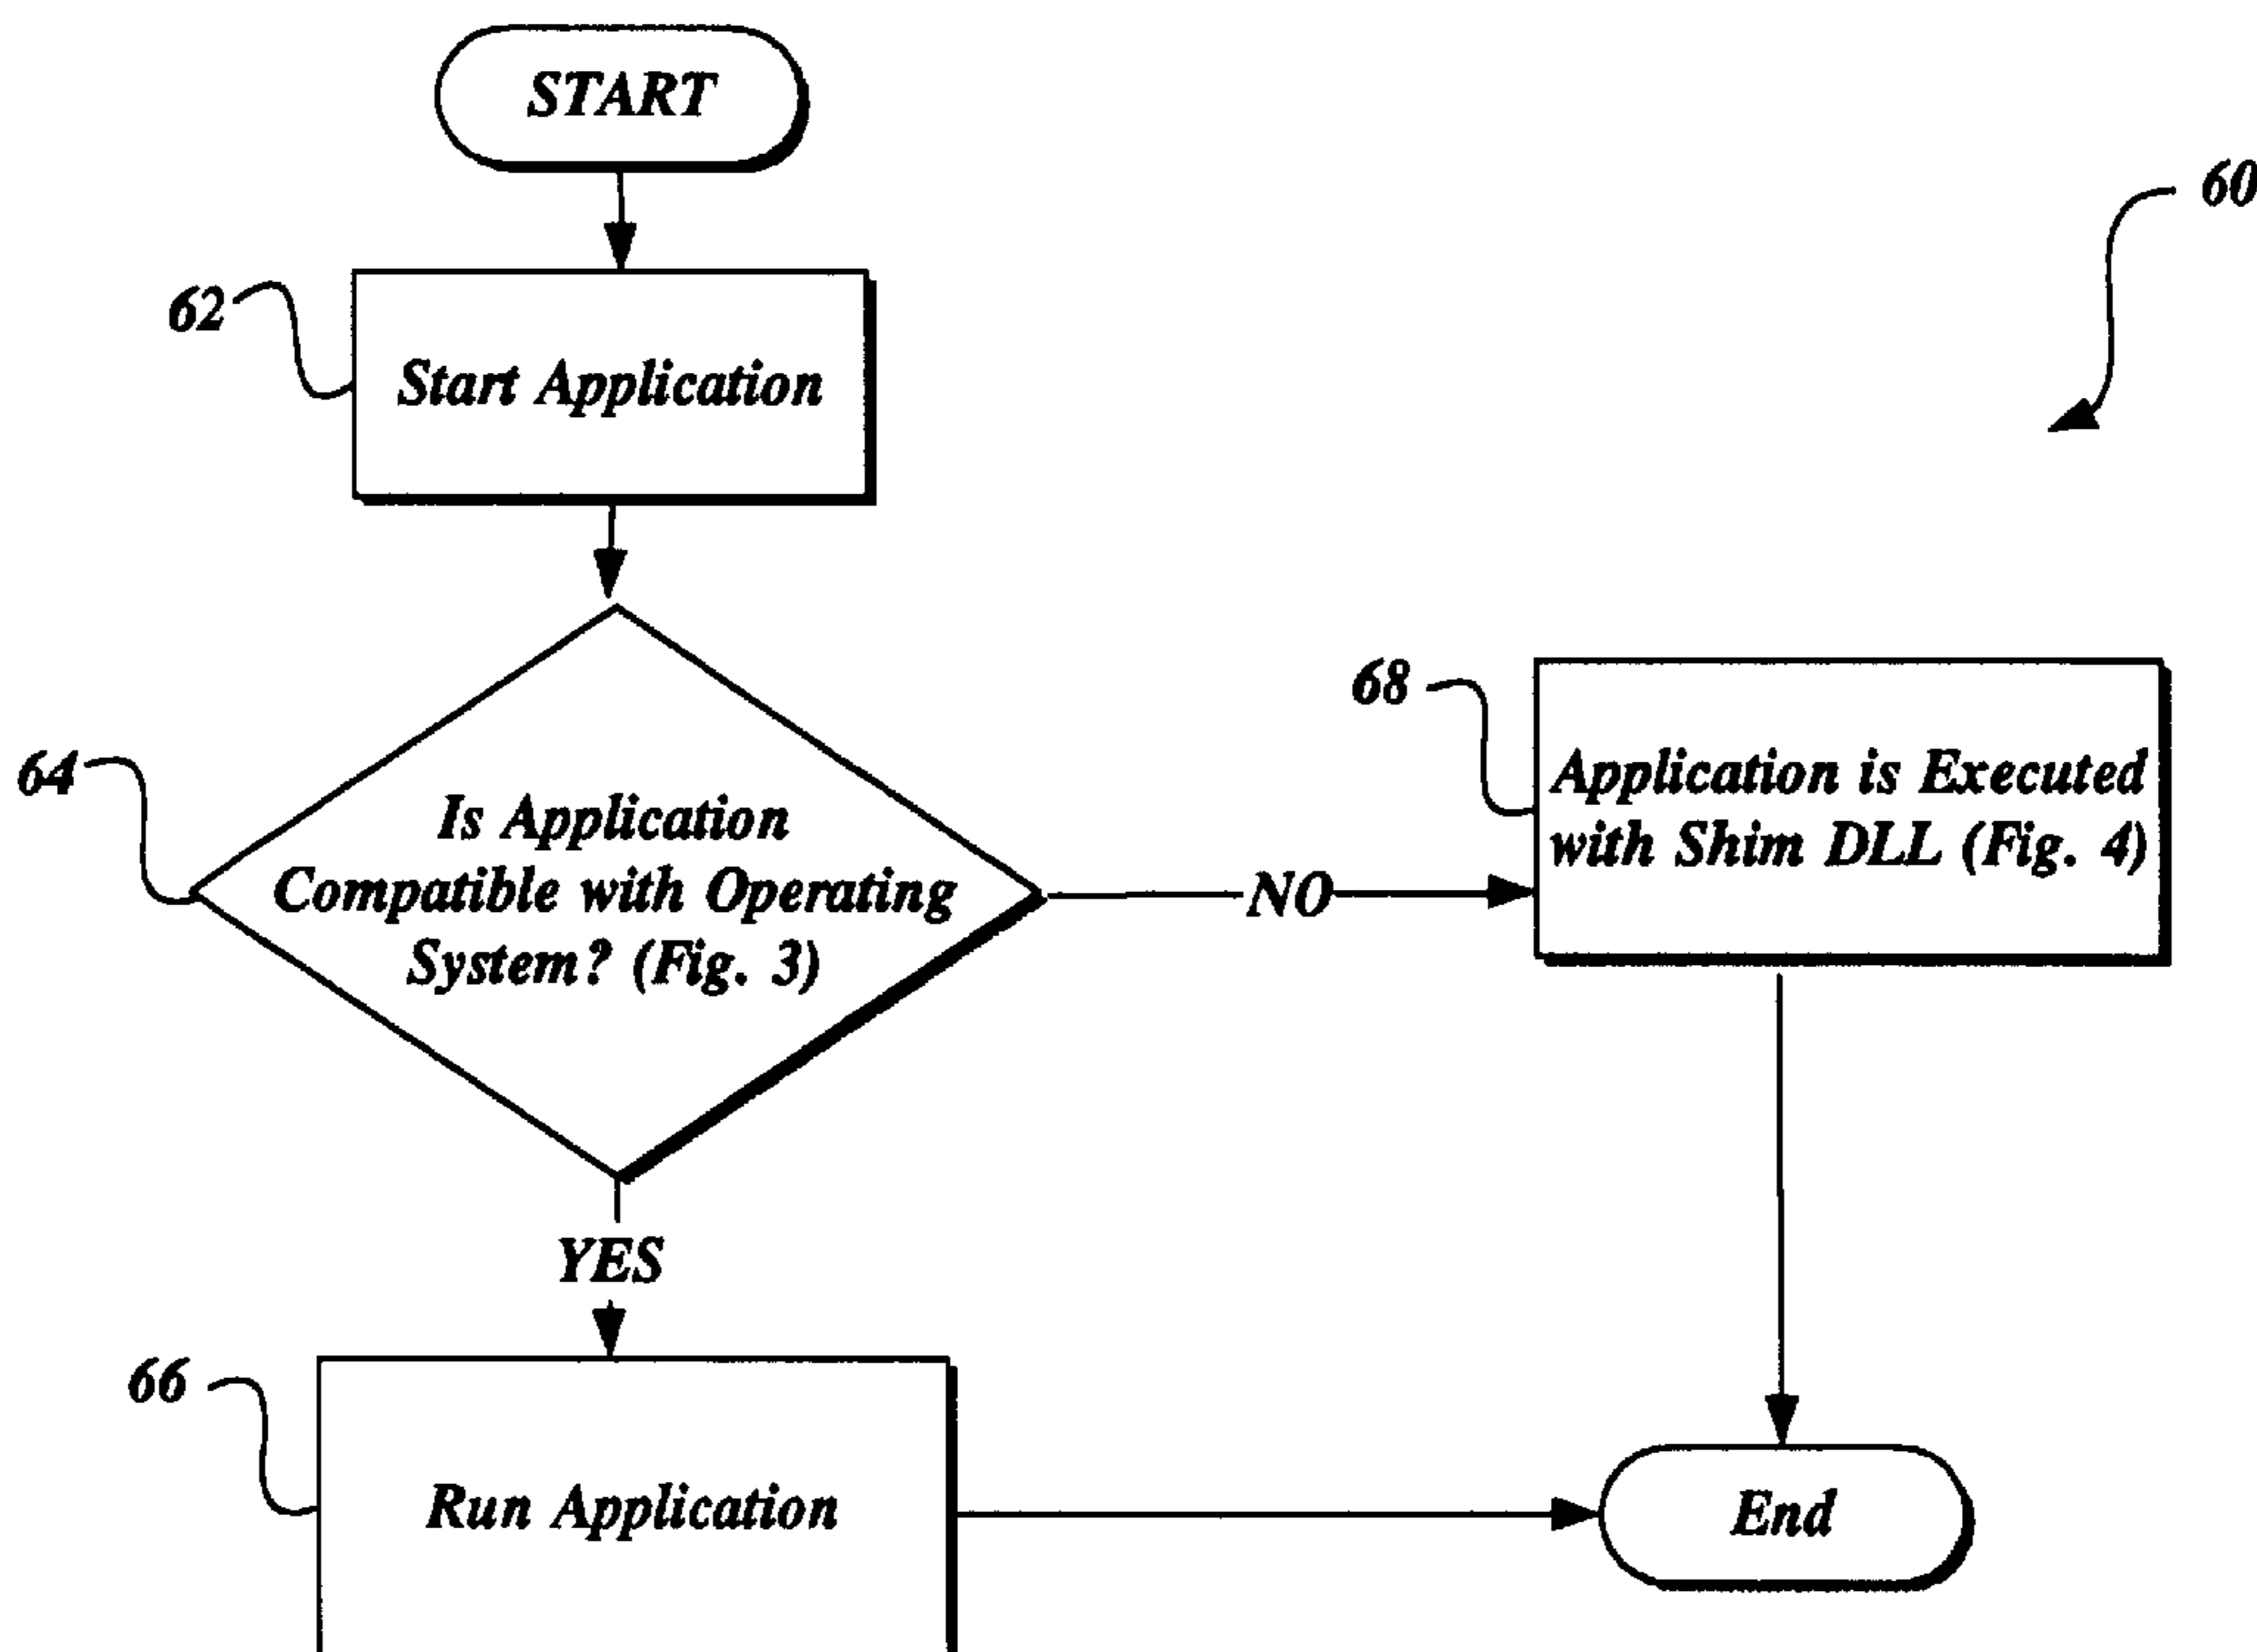 START
60
62
Start Application
64
Is Application
Compatible with Operating
System? (Fig. 3)
NO
68
Application is Executed
with Shim DLL (Fig. 4)
YES
66
Run Application
End